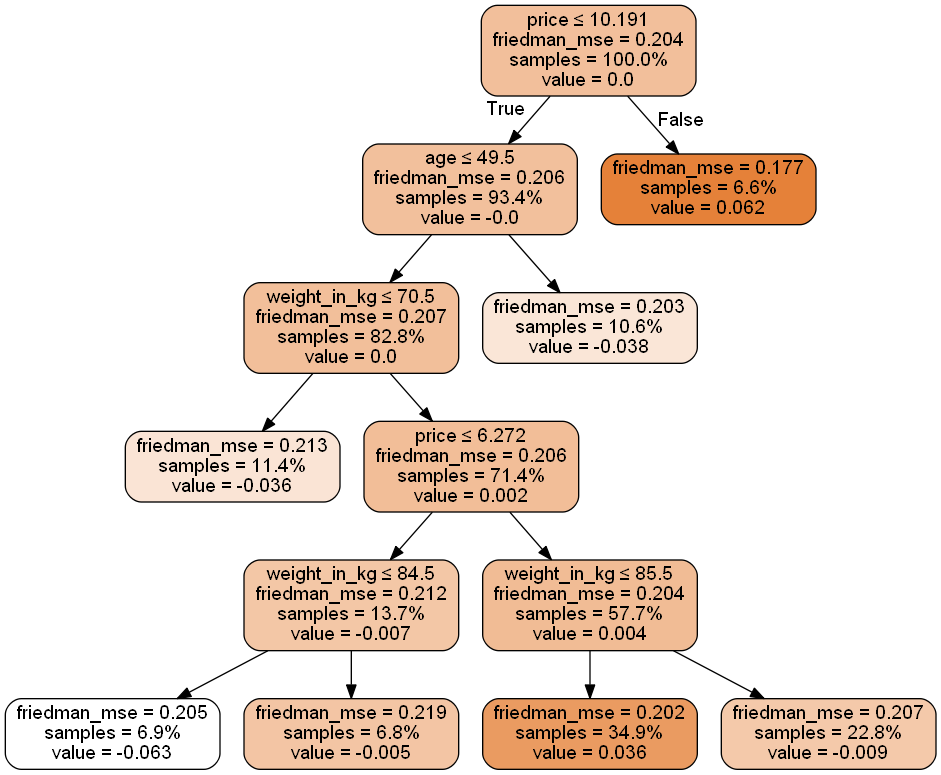 price ≤ 10.191
friedman_mse = 0.204
samples = 100.0%
value = 0.0
True
False
age ≤ 49.5
friedman_mse = 0.206
samples = 93.4%
value = -0.0
friedman_mse = 0.177
samples = 6.6%
value = 0.062
weight_in_kg ≤ 70.5
friedman_mse = 0.207
samples = 82.8%
value = 0.0
friedman_mse = 0.203
samples = 10.6%
value = -0.038
friedman_mse = 0.213
samples = 11.4%
value = -0.036
price ≤ 6.272
friedman_mse = 0.206
samples = 71.4%
value = 0.002
weight_in_kg ≤ 84.5
friedman_mse = 0.212
samples = 13.7%
value = -0.007
weight_in_kg ≤ 85.5
friedman_mse = 0.204
samples = 57.7%
value = 0.004
friedman_mse = 0.205
samples = 6.9%
value = -0.063
friedman_mse = 0.219
samples = 6.8%
value = -0.005
friedman_mse = 0.202
samples = 34.9%
value = 0.036
friedman_mse = 0.207
samples = 22.8%
value = -0.009